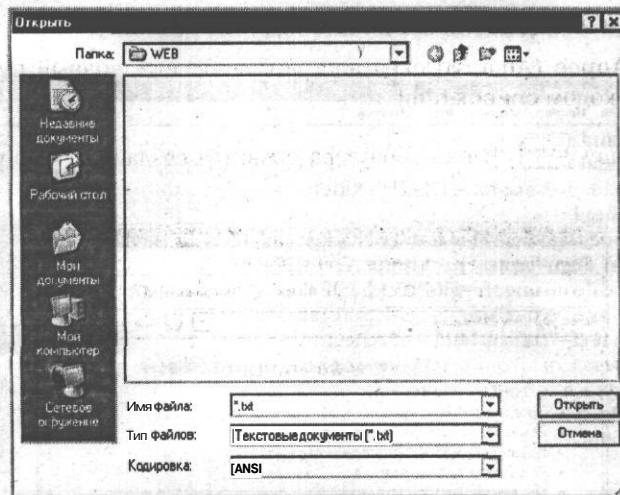 Открыть
Папка: WEB
Недавние
документы
Рабочий стол
Мои
документы
Мой
компьютер
Сетевое
окружение
Имя файла: *.txt Открыть
Тип файлов: Текстовые документы (*.txt) Отмена
Кодировка: [ANSI